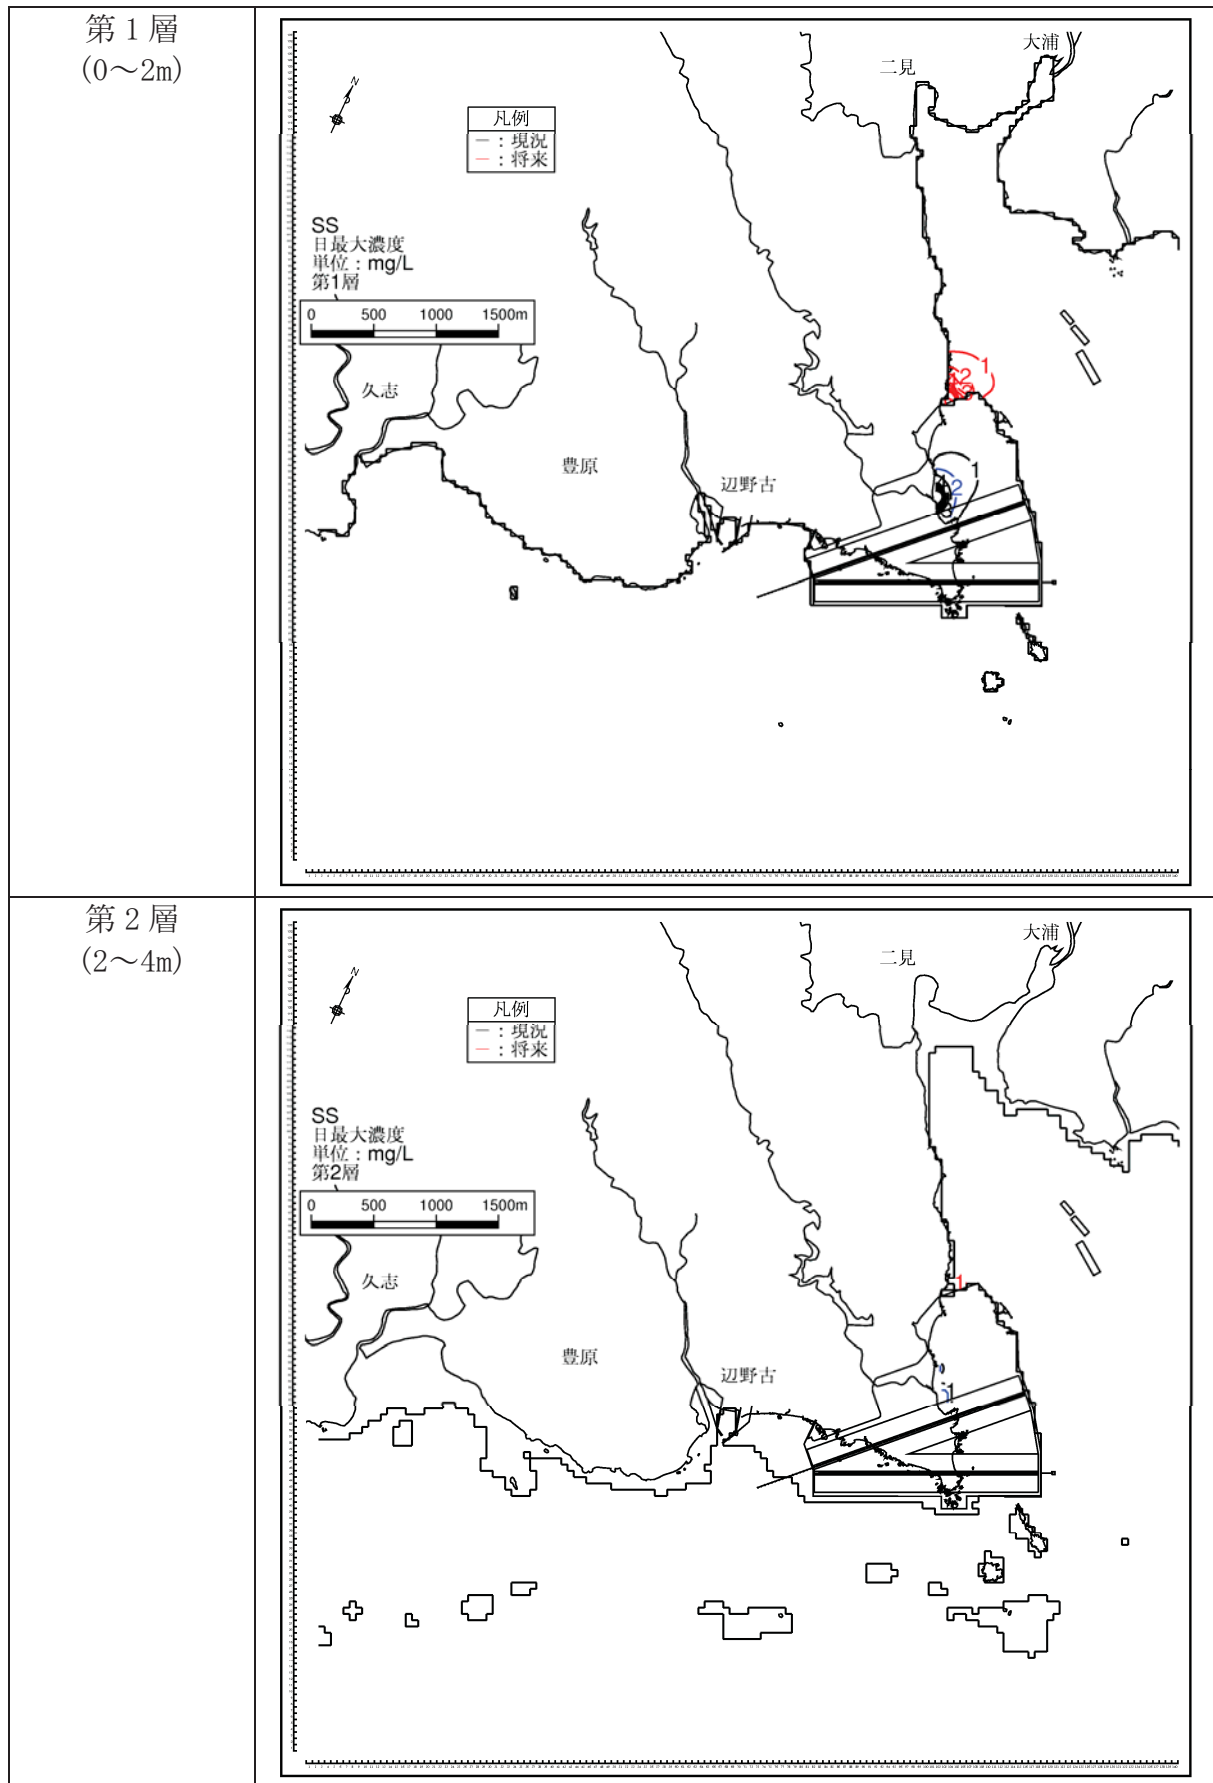 第1層
(0～2m)
大浦
二見
N
凡例
－：現況
－：将来
SS
日最大濃度
単位：mg/L
第1層
0 500 1000 1500m
1
2
2
久志
豊原
1
2
辺野古
第2層
(2～4m)
大浦
二見
N
凡例
－：現況
－：将来
SS
日最大濃度
単位：mg/L
第2層
0 500 1000 1500m
1
久志
豊原
辺野古
1